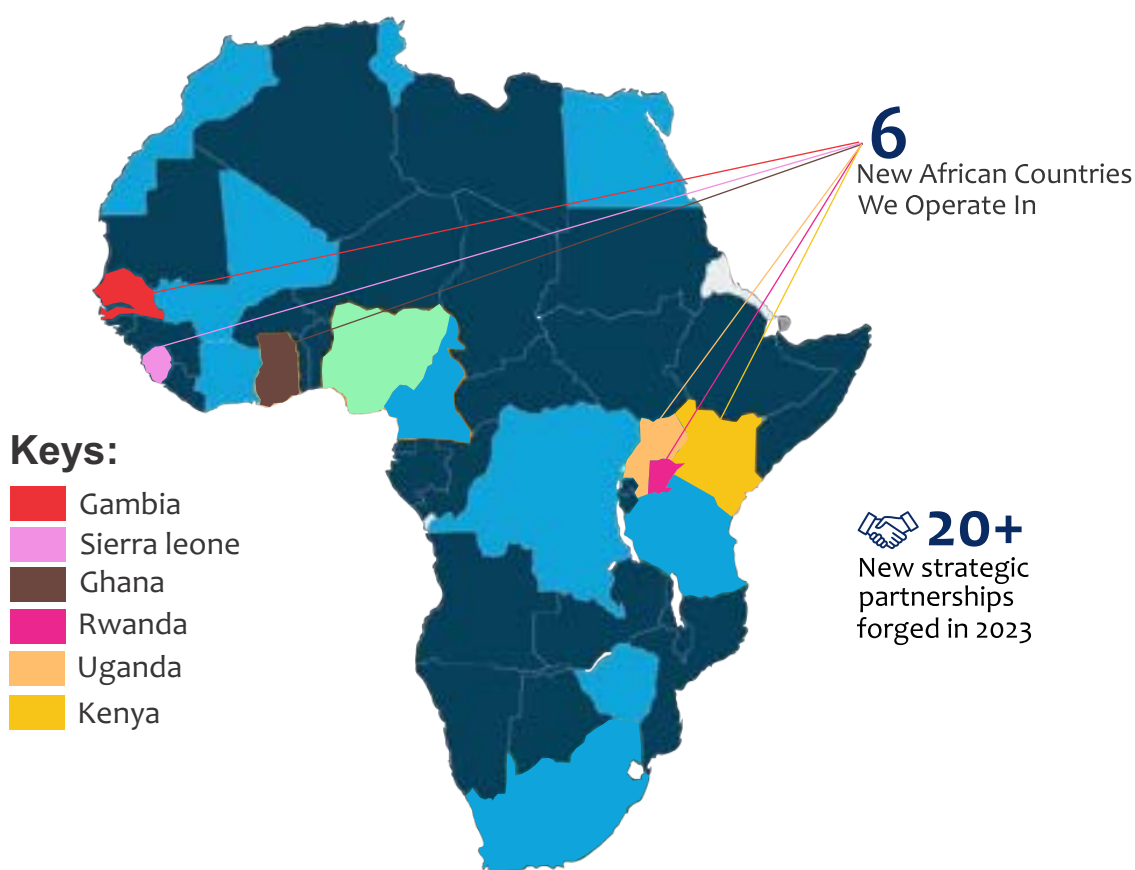 6
New African Countries
We Operate In
Keys:
Gambia
Sierra leone
Ghana
Rwanda
Uganda
Kenya
20+
New strategic
partnerships
forged in 2023